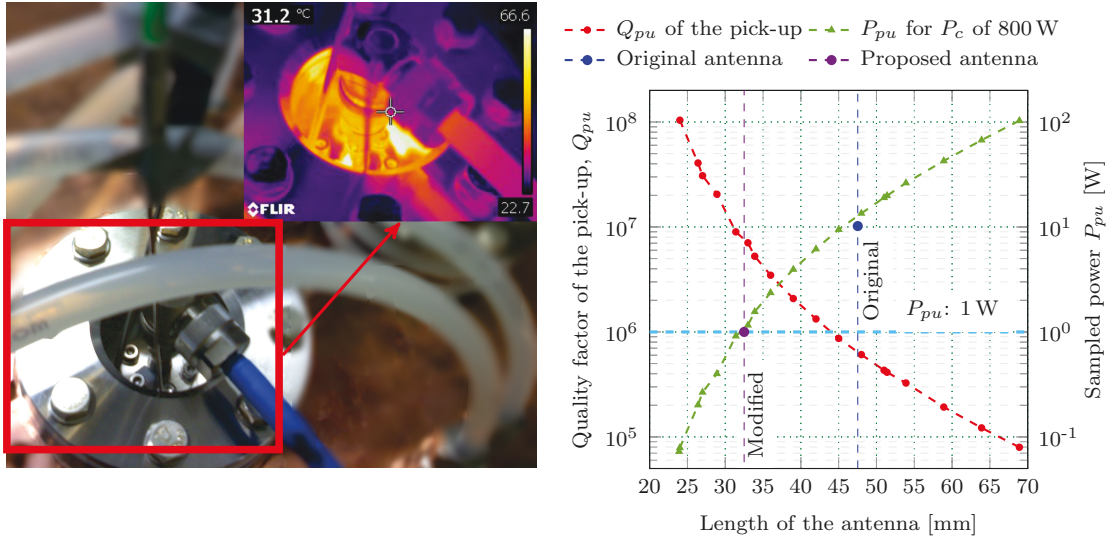 31.2 °C
66.6
22.7
FLIR
Q_pu of the pick-up
P_pu for P_c of 800 W
Original antenna
Proposed antenna
Quality factor of the pick-up, Q_pu
10^8
10^7
10^6
10^5
10^2
10^1
10^0
10^−1
Sampled power P_pu [W]
Original
P_pu: 1 W
Modified
20 25 30 35 40 45 50 55 60 65 70
Length of the antenna [mm]